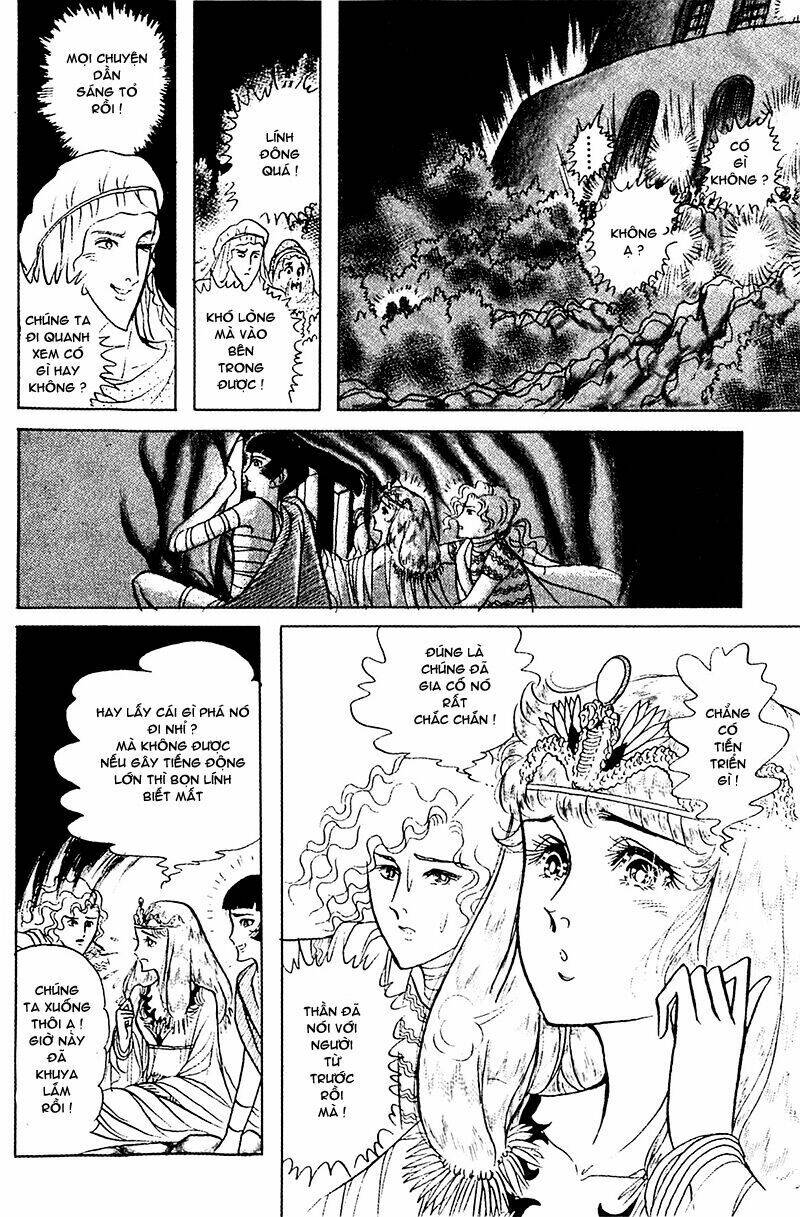 MỌI CHUYỆN
DẦN
SÁNG TỎ
RỒI !
CHÚNG TA
ĐI QUANH
XEM CÓ
GÌ HAY
KHÔNG ?
LÍNH
ĐÔNG
QUÁ !
KHÓ LÒNG
MÀ VÀO
BÊN
TRONG
ĐƯỢC !
......
KHÔNG
Ạ ?
CÓ
GÌ
KHÔNG ?
HAY LẤY CÁI GÌ PHÁ NÓ
ĐI NHỈ ?
MÀ KHÔNG ĐƯỢC
NẾU GÂY TIẾNG ĐỘNG
LỚN THÌ BỌN LÍNH
BIẾT MẤT
CHÚNG
TA XUỐNG
THÔI Ạ !
GIỜ NÀY
ĐÃ
KHUYA
LẮM
RỒI !
ĐÚNG LÀ
CHÚNG ĐÃ
GIA CỐ NÓ
RẤT
CHẮC CHẮN !
CHẲNG
CÓ
TIẾN
TRIỂN
GÌ !
THẦN ĐÃ
NÓI VỚI
NGƯỜI
TỪ
TRƯỚC
RỒI
MÀ !